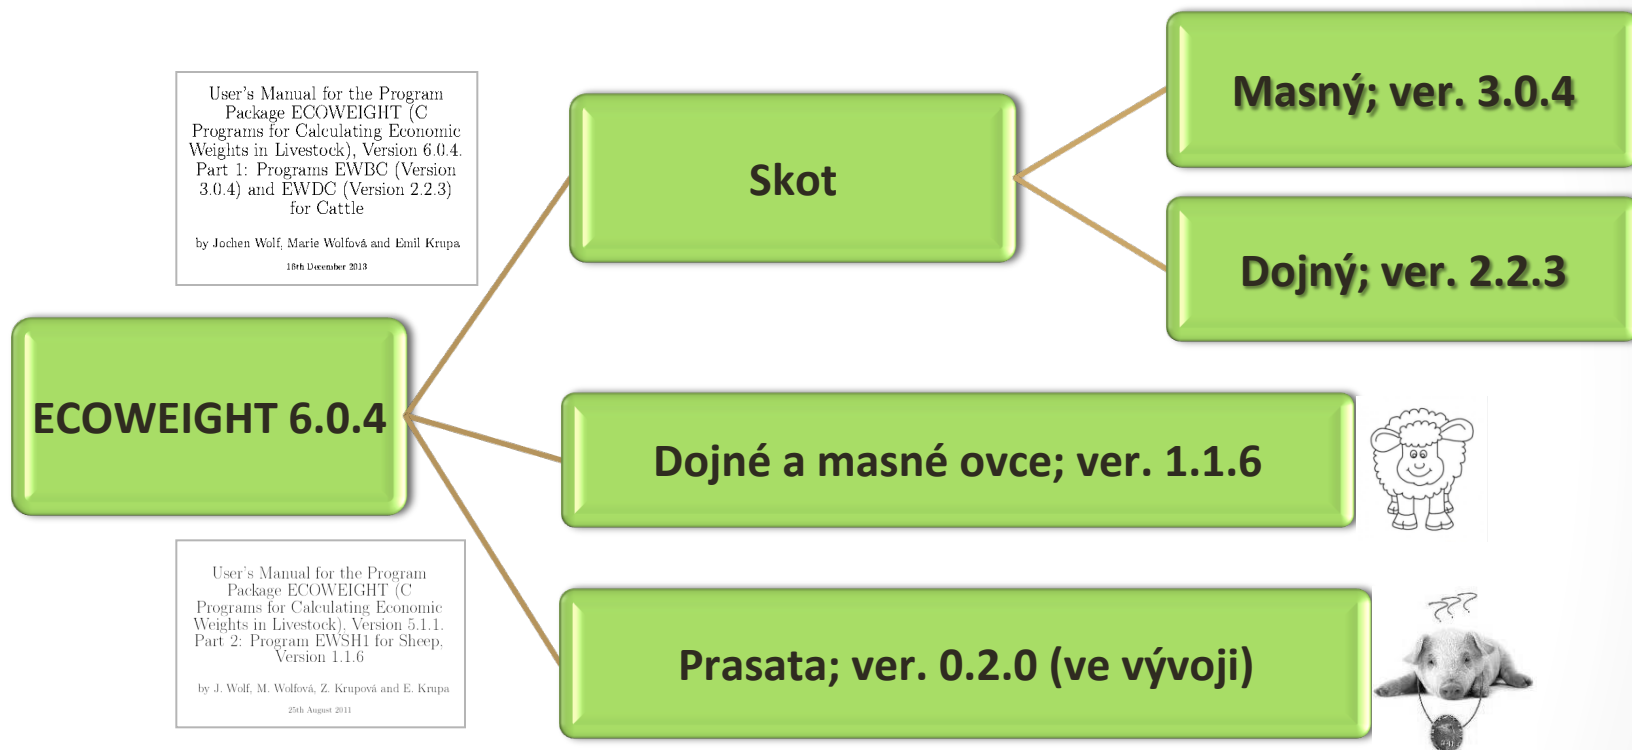 User's Manual for the Program
Package ECOWEIGHT (C
Programs for Calculating Economic
Weights in Livestock), Version 6.0.4.
Part 1: Programs EWBC (Version
3.0.4) and EWDC (Version 2.2.3)
for Cattle
by Jochen Wolf, Marie Wolfová and Emil Krupa
18th December 2013
Skot
Masný; ver. 3.0.4
Dojný; ver. 2.2.3
ECOWEIGHT 6.0.4
Dojné a masné ovce; ver. 1.1.6
User's Manual for the Program
Package ECOWEIGHT (C
Programs for Calculating Economic
Weights in Livestock), Version 5.1.1.
Part 2: Program EWSH1 for Sheep,
Version 1.1.6
by J. Wolf, M. Wolfová, Z. Krupová and E. Krupa
25th August 2011
Prasata; ver. 0.2.0 (ve vývoji)
???